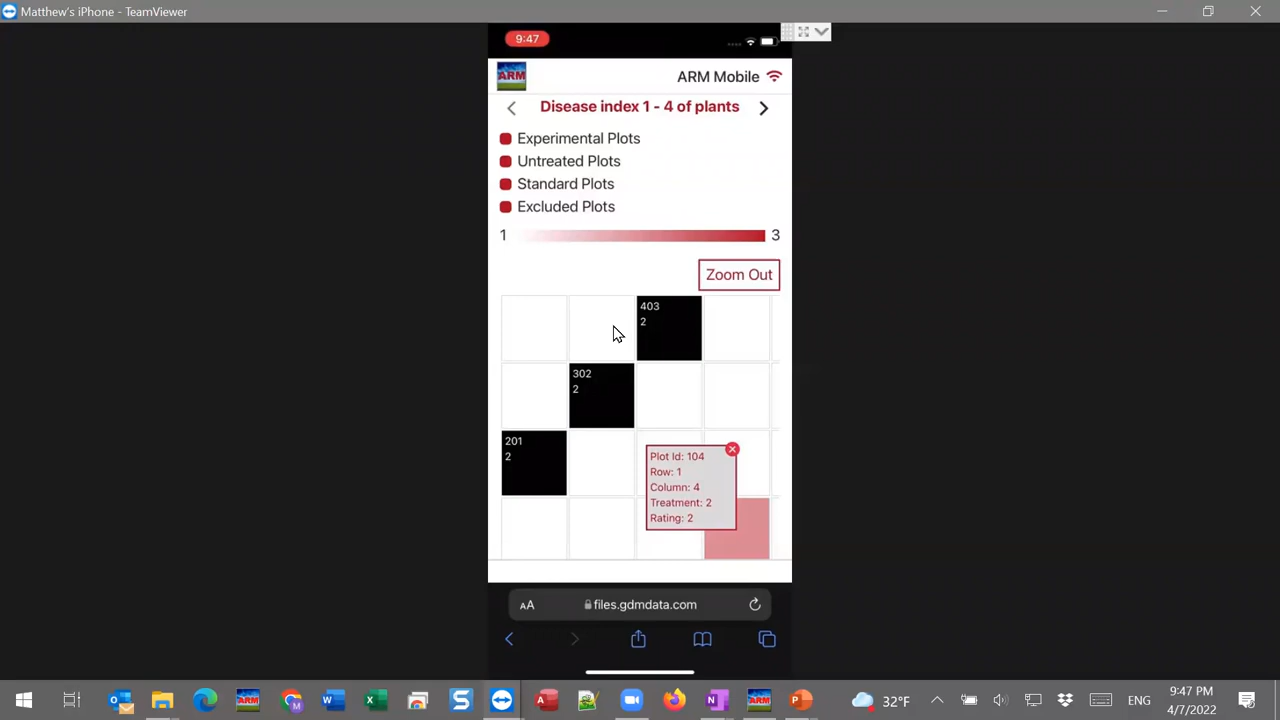 Matthew's iPhone - TeamViewer
9:47
ARM
ARM Mobile
Disease index 1 - 4 of plants
Experimental Plots
Untreated Plots
Standard Plots
Excluded Plots
1
3
Zoom Out
403
2
302
2
201
2
Plot Id: 104
Row: 1
Column: 4
Treatment: 2
Rating: 2
AA
files.gdmdata.com
ARM
ARM
32°F
ENG
9:47 PM
4/7/2022